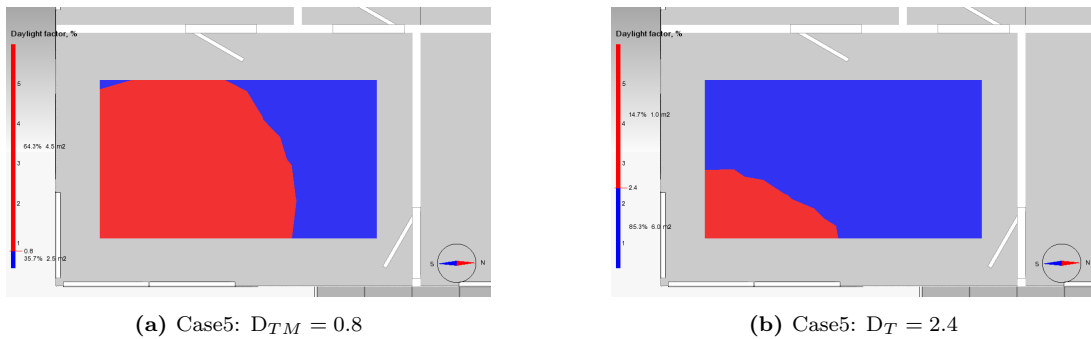 Daylight factor, %
5
4
64.3% 4.5 m2
3
2
1
0.8
35.7% 2.5 m2
S N
(a) Case5: D_TM = 0.8
Daylight factor, %
5
14.7% 1.0 m2
4
3
2.4
2
85.3% 6.0 m2
1
S N
(b) Case5: D_T = 2.4